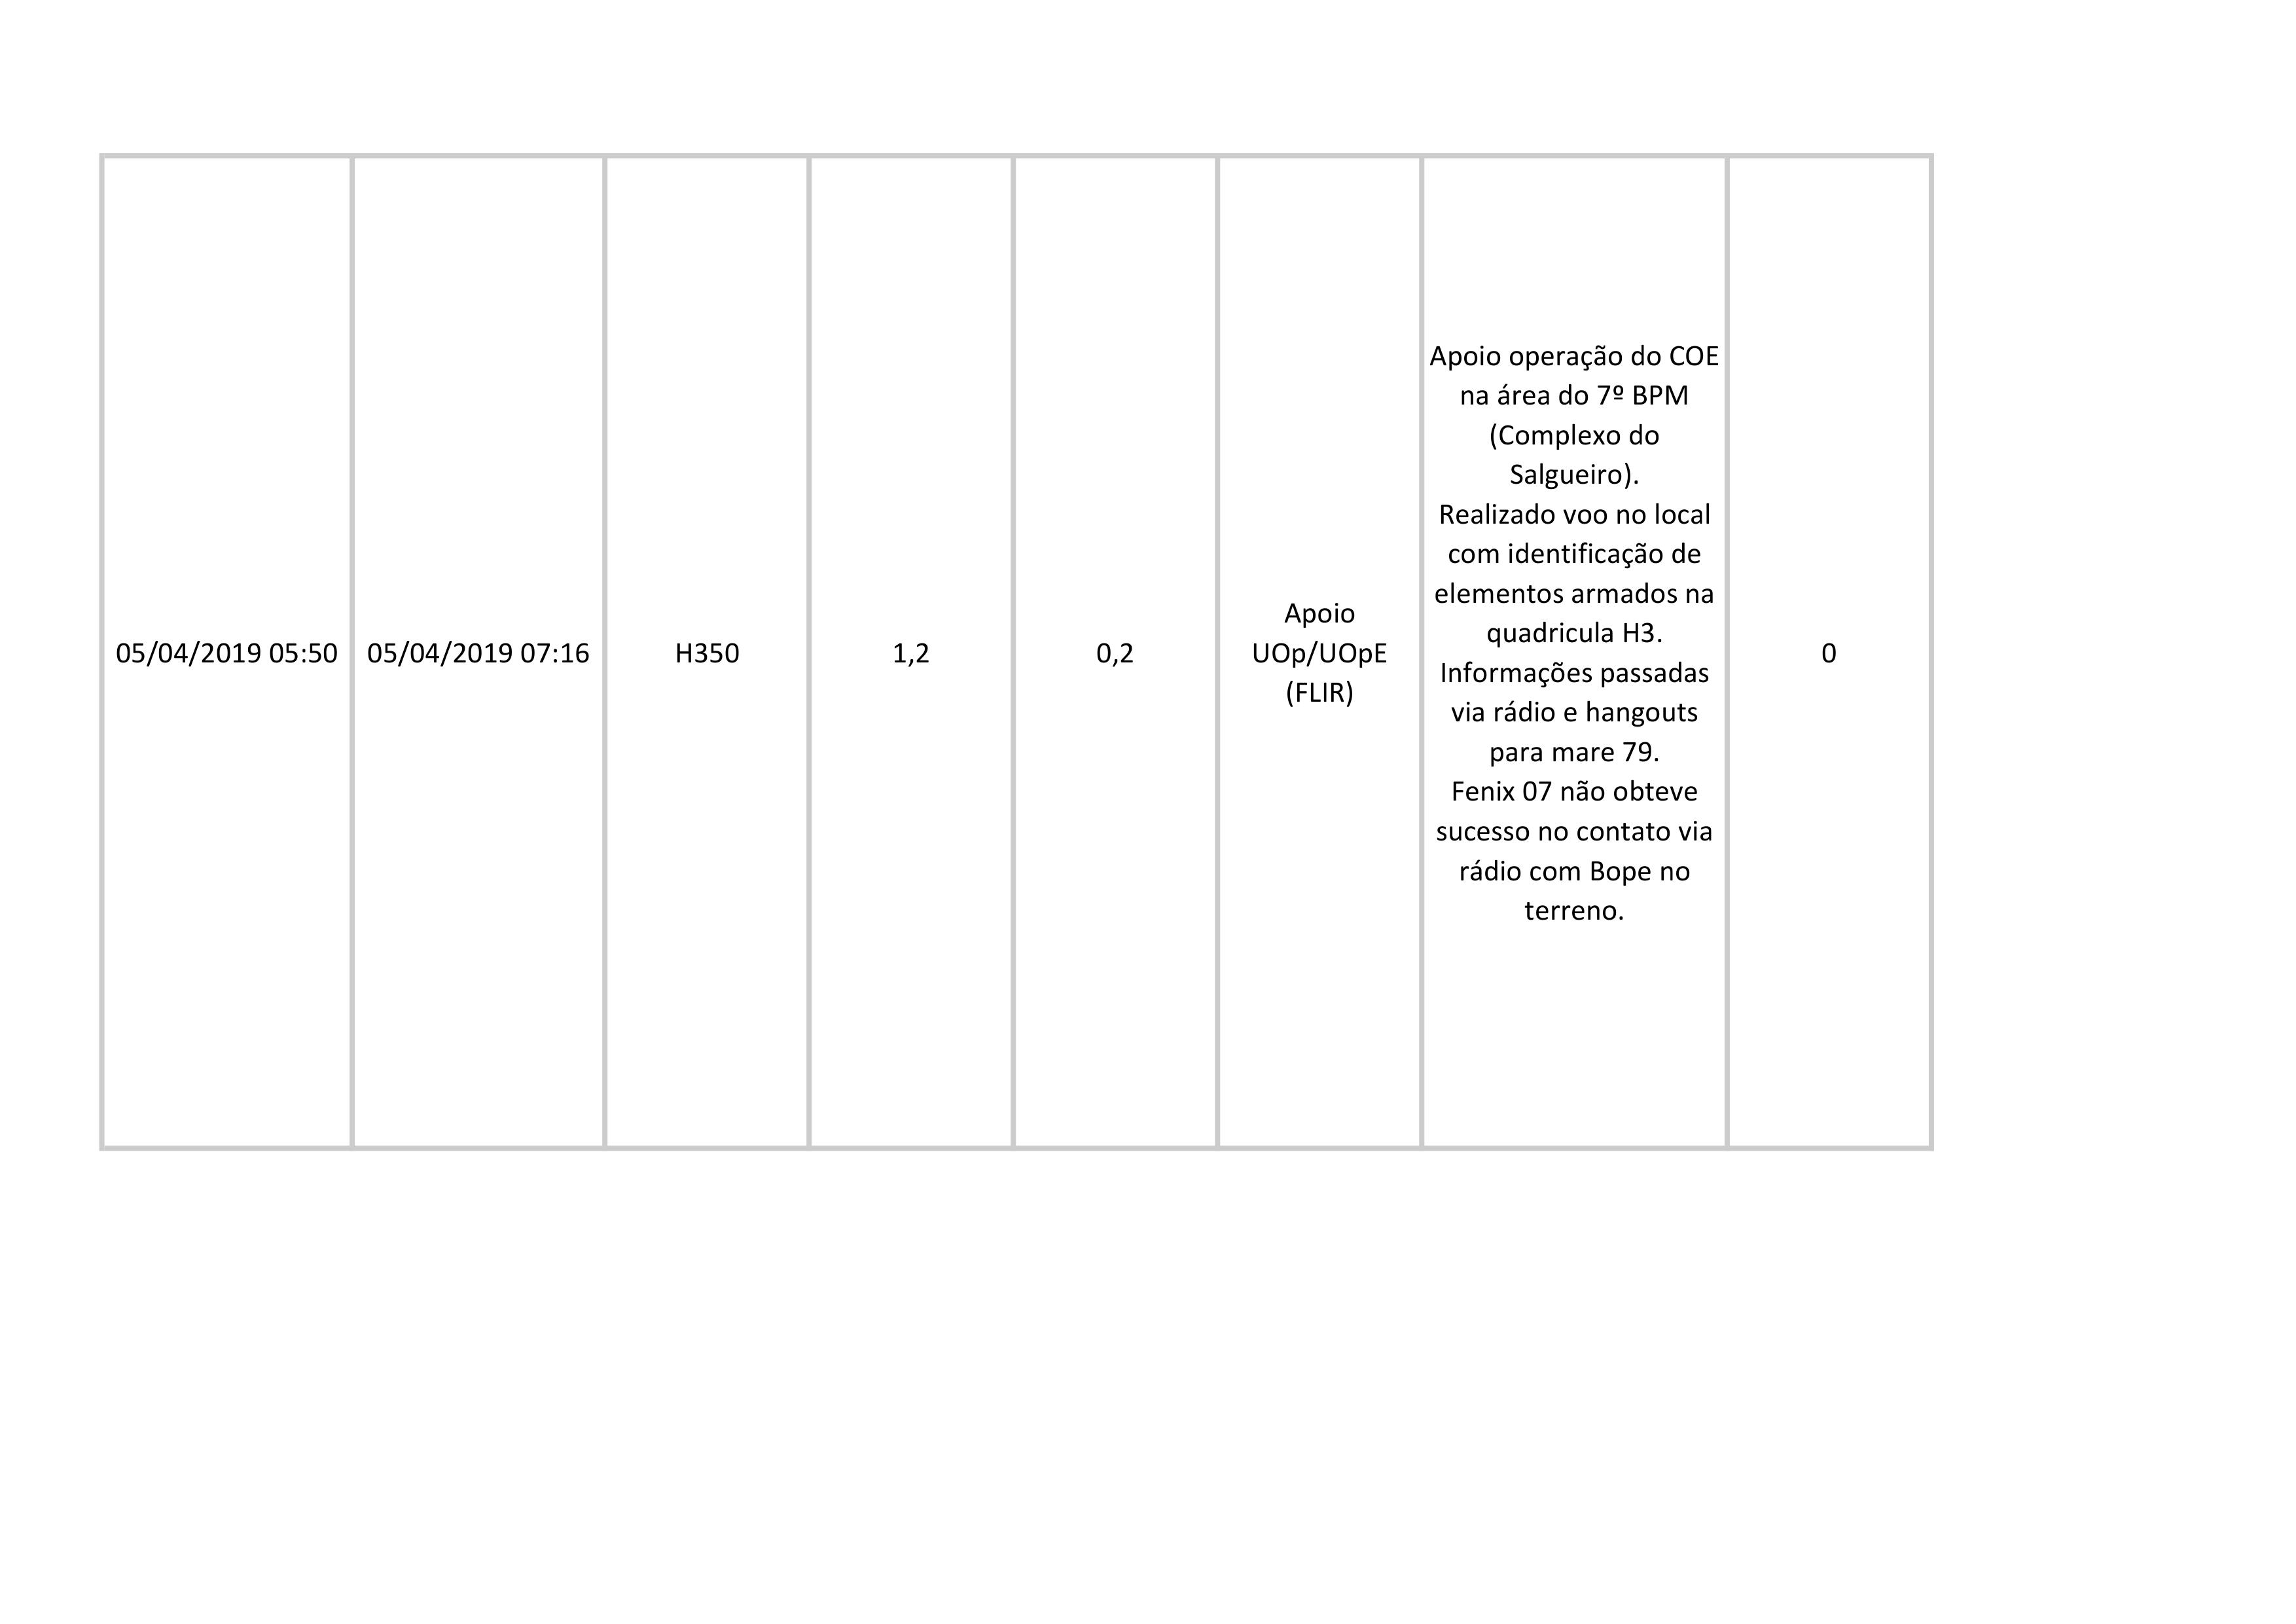 05/04/2019 05:50
05/04/2019 07:16
H350
1,2
0,2
Apoio
UOp/UOpE
(FLIR)
Apoio operação do COE
na área do 7º BPM
(Complexo do
Salgueiro).
Realizado voo no local
com identificação de
elementos armados na
quadricula H3.
Informações passadas
via rádio e hangouts
para mare 79.
Fenix 07 não obteve
sucesso no contato via
rádio com Bope no
terreno.
0